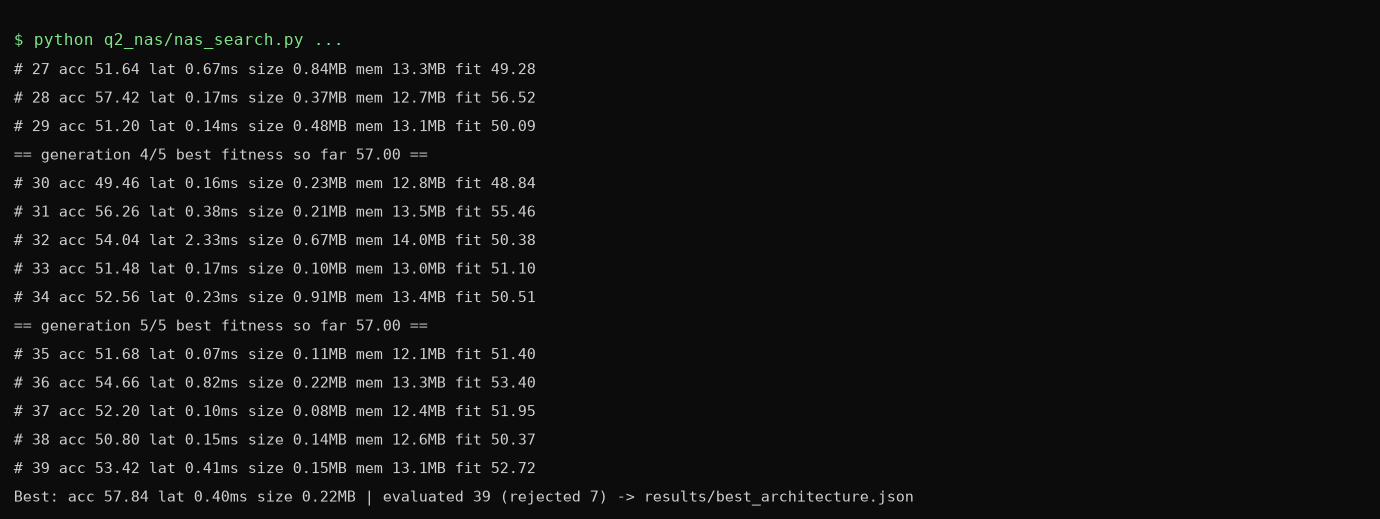 $ python q2_nas/nas_search.py ...
# 27 acc 51.64 lat 0.67ms size 0.84MB mem 13.3MB fit 49.28
# 28 acc 57.42 lat 0.17ms size 0.37MB mem 12.7MB fit 56.52
# 29 acc 51.20 lat 0.14ms size 0.48MB mem 13.1MB fit 50.09
== generation 4/5 best fitness so far 57.00 ==
# 30 acc 49.46 lat 0.16ms size 0.23MB mem 12.8MB fit 48.84
# 31 acc 56.26 lat 0.38ms size 0.21MB mem 13.5MB fit 55.46
# 32 acc 54.04 lat 2.33ms size 0.67MB mem 14.0MB fit 50.38
# 33 acc 51.48 lat 0.17ms size 0.10MB mem 13.0MB fit 51.10
# 34 acc 52.56 lat 0.23ms size 0.91MB mem 13.4MB fit 50.51
== generation 5/5 best fitness so far 57.00 ==
# 35 acc 51.68 lat 0.07ms size 0.11MB mem 12.1MB fit 51.40
# 36 acc 54.66 lat 0.82ms size 0.22MB mem 13.3MB fit 53.40
# 37 acc 52.20 lat 0.10ms size 0.08MB mem 12.4MB fit 51.95
# 38 acc 50.80 lat 0.15ms size 0.14MB mem 12.6MB fit 50.37
# 39 acc 53.42 lat 0.41ms size 0.15MB mem 13.1MB fit 52.72
Best: acc 57.84 lat 0.40ms size 0.22MB | evaluated 39 (rejected 7) -> results/best_architecture.json